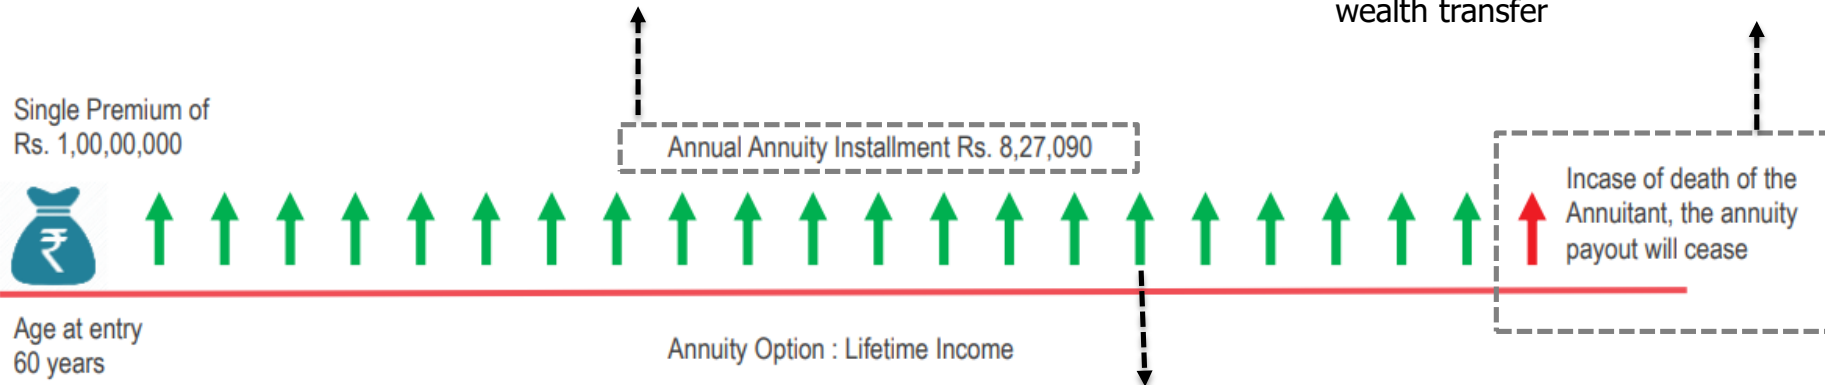 wealth transfer
Single Premium of
Rs. 1,00,00,000
Annual Annuity Installment Rs. 8,27,090
Incase of death of the
Annuitant, the annuity
payout will cease
₹
Age at entry
60 years
Annuity Option : Lifetime Income